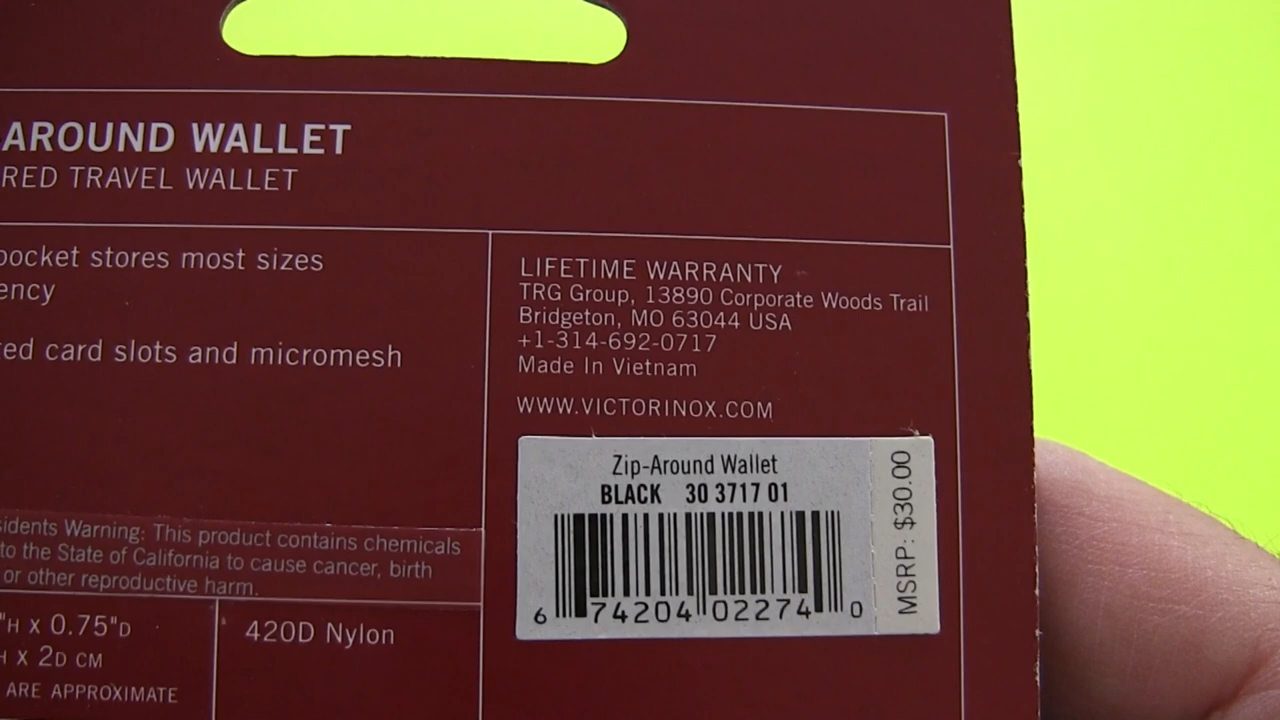 AROUND WALLET
RED TRAVEL WALLET
pocket stores most sizes
ency
ted card slots and micromesh
LIFETIME WARRANTY
TRG Group, 13890 Corporate Woods Trail
Bridgeton, MO 63044 USA
+1-314-692-0717
Made In Vietnam
WWW.VICTORINOX.COM
Zip-Around Wallet
BLACK 30 3717 01
6 74204 02274 0
MSRP: $30.00
sidents Warning: This product contains chemicals
to the State of California to cause cancer, birth
or other reproductive harm.
"H X 0.75"D
H X 2D CM
ARE APPROXIMATE
420D Nylon